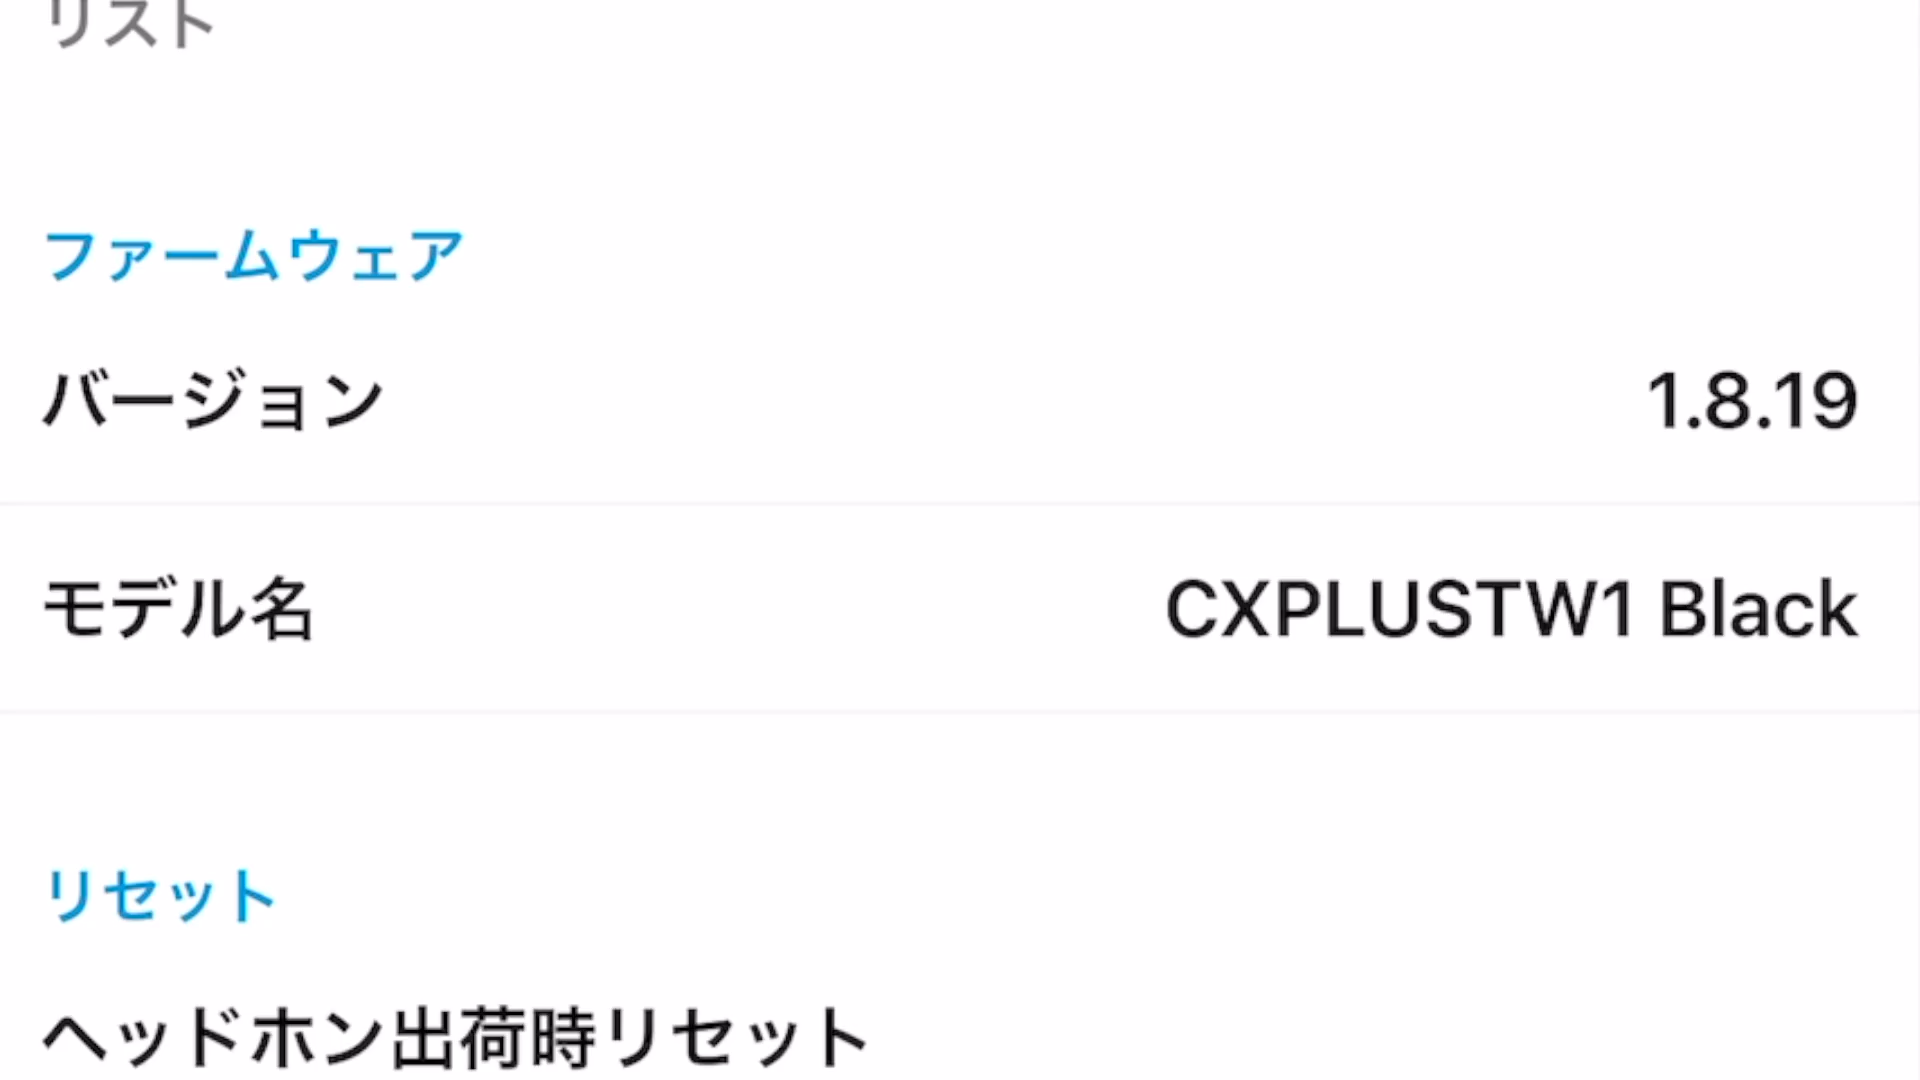 リスト
ファームウェア
バージョン 1.8.19
モデル名 CXPLUSTW1 Black
リセット
ヘッドホン出荷時リセット